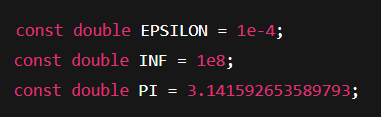 const double EPSILON = 1e-4;
const double INF = 1e8;
const double PI = 3.141592653589793;